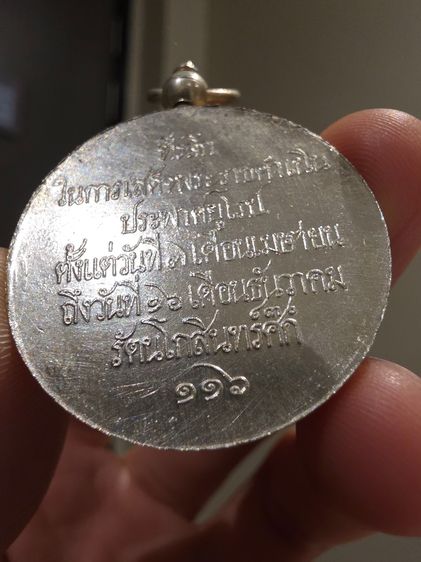 ที่รฦก
ในการเสด็จพระราชดำเนิน
ประพาศยุโรป
ตั้งแต่วันที่ ๗ เดือนเมษายน
ถึงวันที่ ๑๖ เดือนธันวาคม
รัตนโกสินทร์ศก
๑๑๖